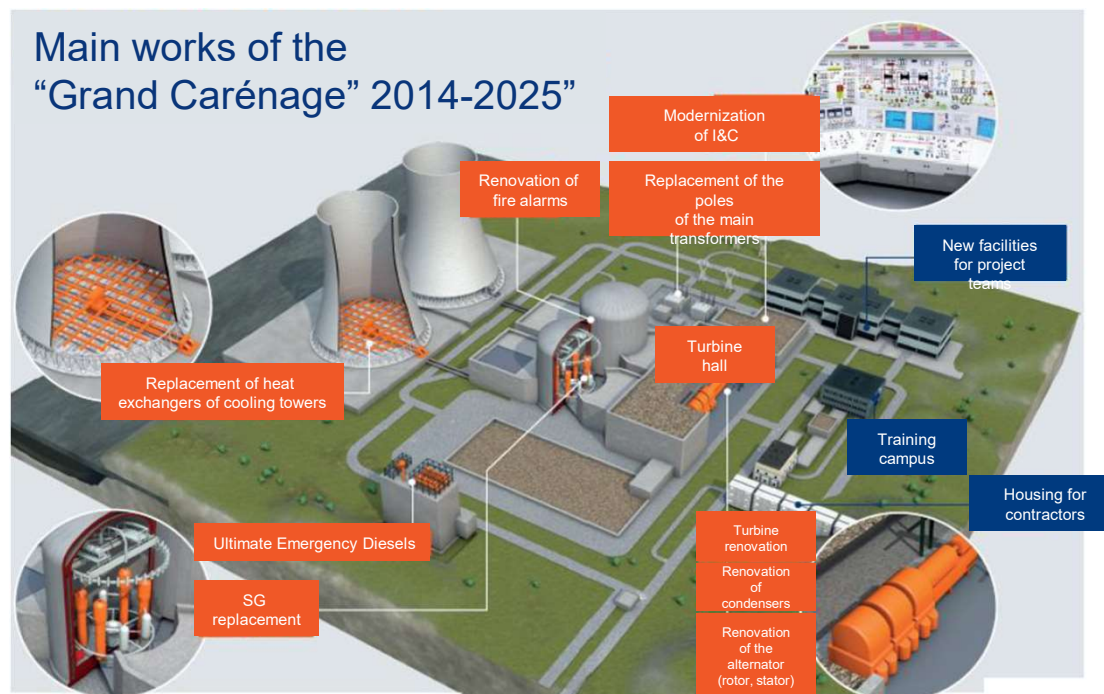 Main works of the
“Grand Carénage” 2014-2025”
Modernization
of I&C
Renovation of
fire alarms
Replacement of the
poles
of the main
transformers
New facilities
for project
teams
Turbine
hall
Replacement of heat
exchangers of cooling towers
Training
campus
Housing for
contractors
Ultimate Emergency Diesels
Turbine
renovation
SG
replacement
Renovation
of
condensers
Renovation
of the
alternator
(rotor, stator)